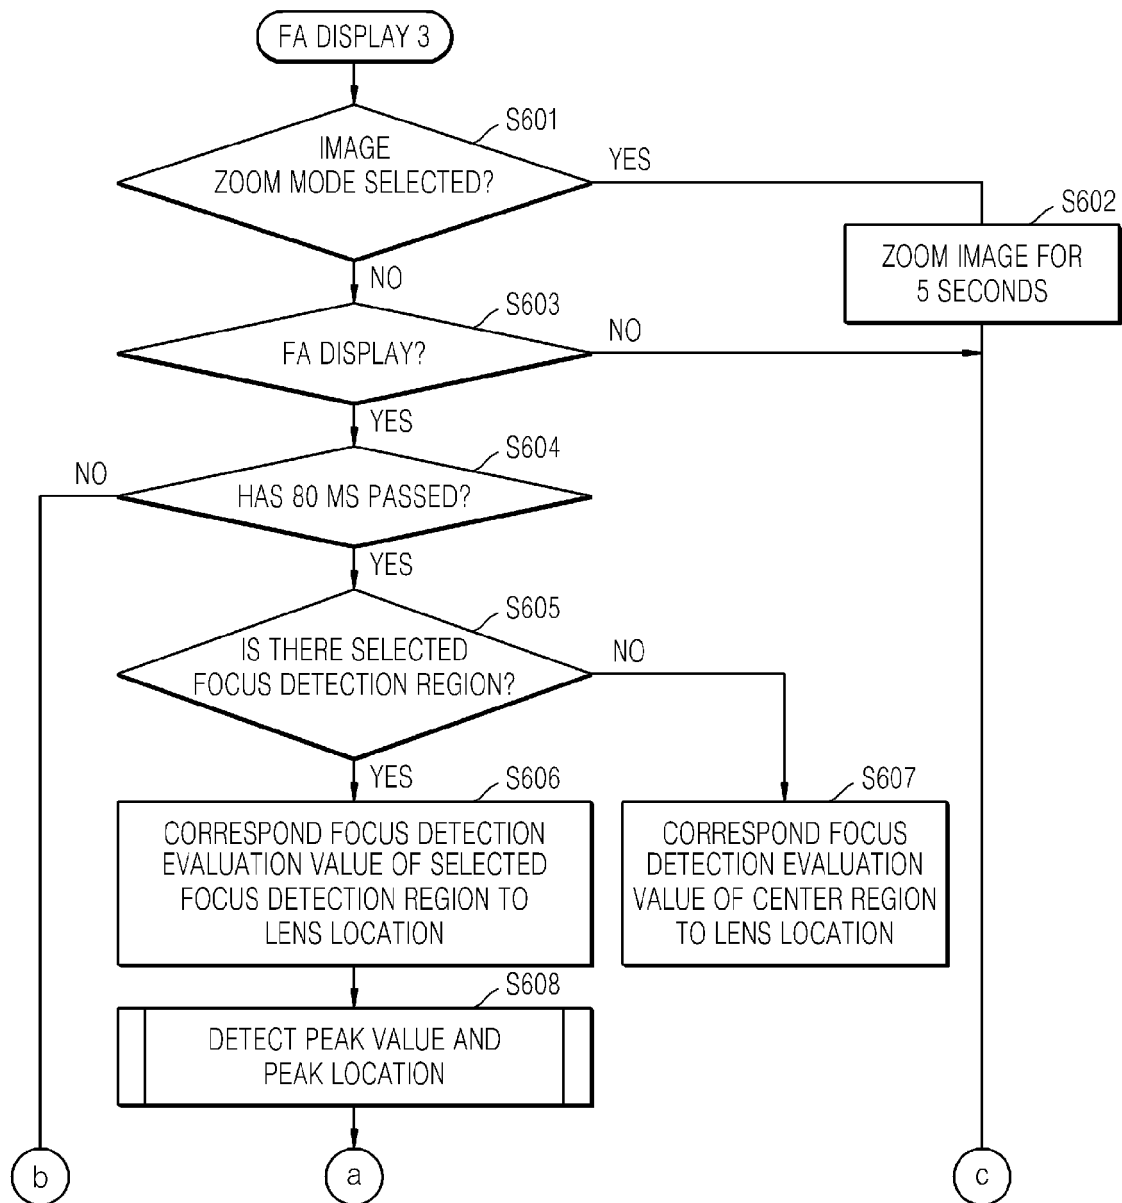 FA DISPLAY 3
S601
IMAGE
ZOOM MODE SELECTED?
YES
S602
ZOOM IMAGE FOR
5 SECONDS
NO
S603
FA DISPLAY?
NO
YES
S604
NO
HAS 80 MS PASSED?
YES
S605
IS THERE SELECTED
FOCUS DETECTION REGION?
NO
YES
S606
CORRESPOND FOCUS DETECTION
EVALUATION VALUE OF SELECTED
FOCUS DETECTION REGION TO
LENS LOCATION
S607
CORRESPOND FOCUS
DETECTION EVALUATION
VALUE OF CENTER REGION
TO LENS LOCATION
S608
DETECT PEAK VALUE AND
PEAK LOCATION
b
a
c